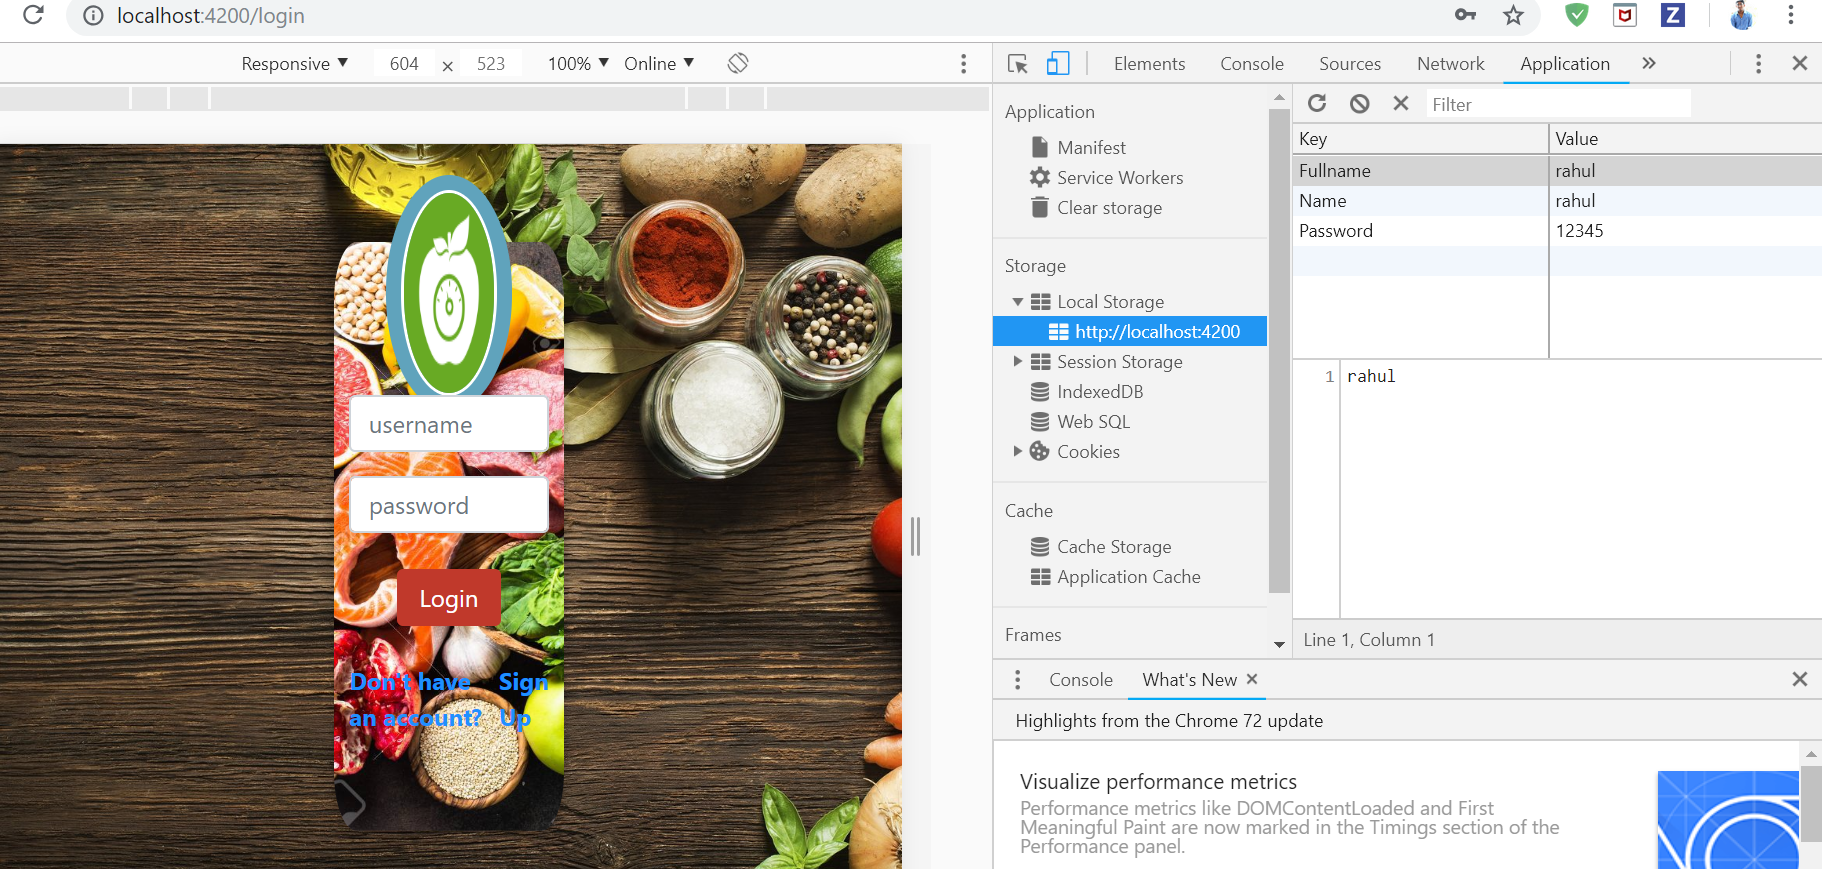 localhost:4200/login
Responsive 604 × 523 100% Online
Elements Console Sources Network Application »
Application
Manifest
Service Workers
Clear storage
Storage
Local Storage
http://localhost:4200
Session Storage
IndexedDB
Web SQL
Cookies
Cache
Cache Storage
Application Cache
Frames
Filter
Key Value
Fullname rahul
Name rahul
Password 12345
1 rahul
Line 1, Column 1
username
password
Login
Don't have an account?
Sign Up
Console What's New ×
Highlights from the Chrome 72 update
Visualize performance metrics
Performance metrics like DOMContentLoaded and First
Meaningful Paint are now marked in the Timings section of the
Performance panel.
Z